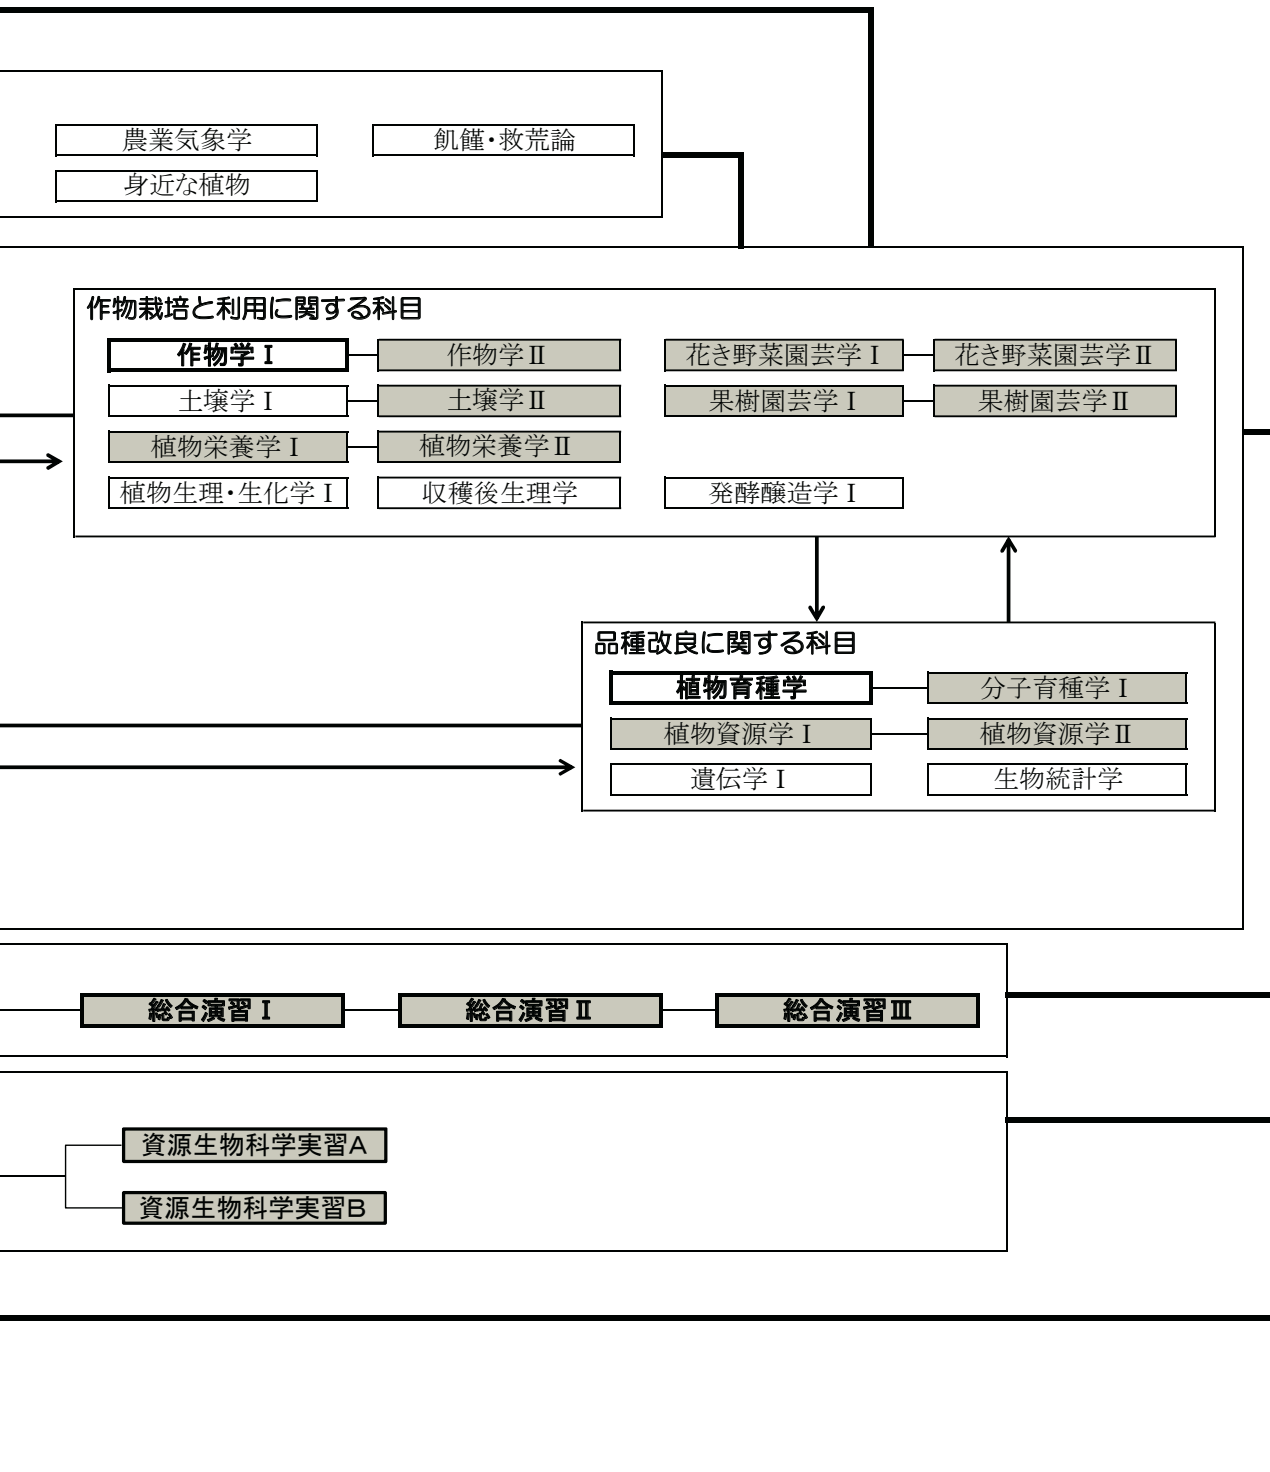 農業気象学
飢饉・救荒論
身近な植物
作物栽培と利用に関する科目
作物学Ⅰ
作物学Ⅱ
花き野菜園芸学Ⅰ
花き野菜園芸学Ⅱ
土壌学Ⅰ
土壌学Ⅱ
果樹園芸学Ⅰ
果樹園芸学Ⅱ
植物栄養学Ⅰ
植物栄養学Ⅱ
植物生理・生化学Ⅰ
収穫後生理学
発酵醸造学Ⅰ
品種改良に関する科目
植物育種学
分子育種学Ⅰ
植物資源学Ⅰ
植物資源学Ⅱ
遺伝学Ⅰ
生物統計学
総合演習Ⅰ
総合演習Ⅱ
総合演習Ⅲ
資源生物科学実習A
資源生物科学実習B